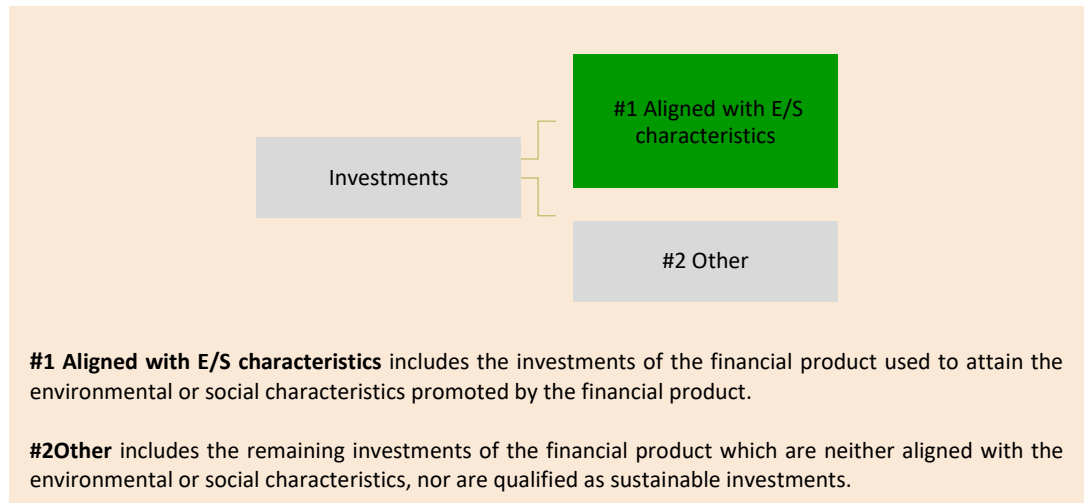 #1 Aligned with E/S
characteristics
Investments
#2 Other
#1 Aligned with E/S characteristics includes the investments of the financial product used to attain the
environmental or social characteristics promoted by the financial product.
#2Other includes the remaining investments of the financial product which are neither aligned with the
environmental or social characteristics, nor are qualified as sustainable investments.